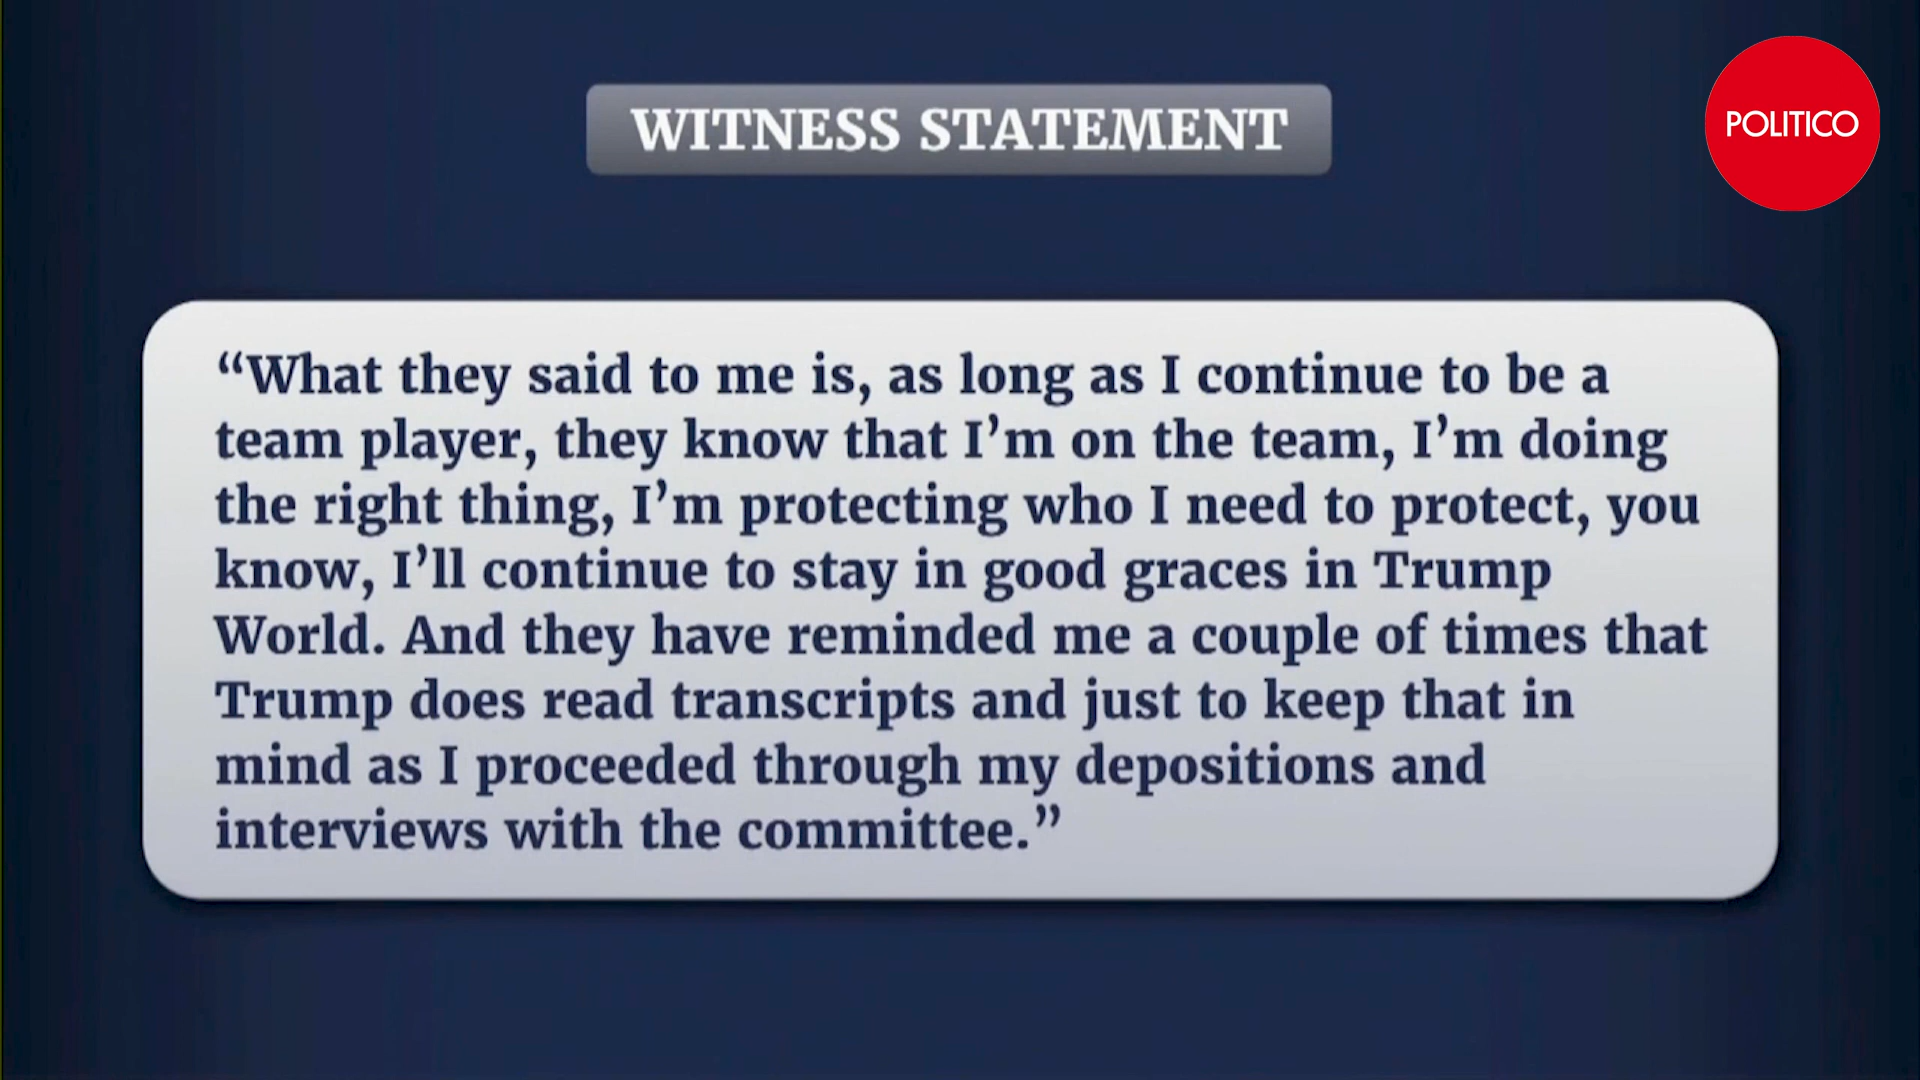 POLITICO
WITNESS STATEMENT
“What they said to me is, as long as I continue to be a
team player, they know that I’m on the team, I’m doing
the right thing, I’m protecting who I need to protect, you
know, I’ll continue to stay in good graces in Trump
World. And they have reminded me a couple of times that
Trump does read transcripts and just to keep that in
mind as I proceeded through my depositions and
interviews with the committee.”